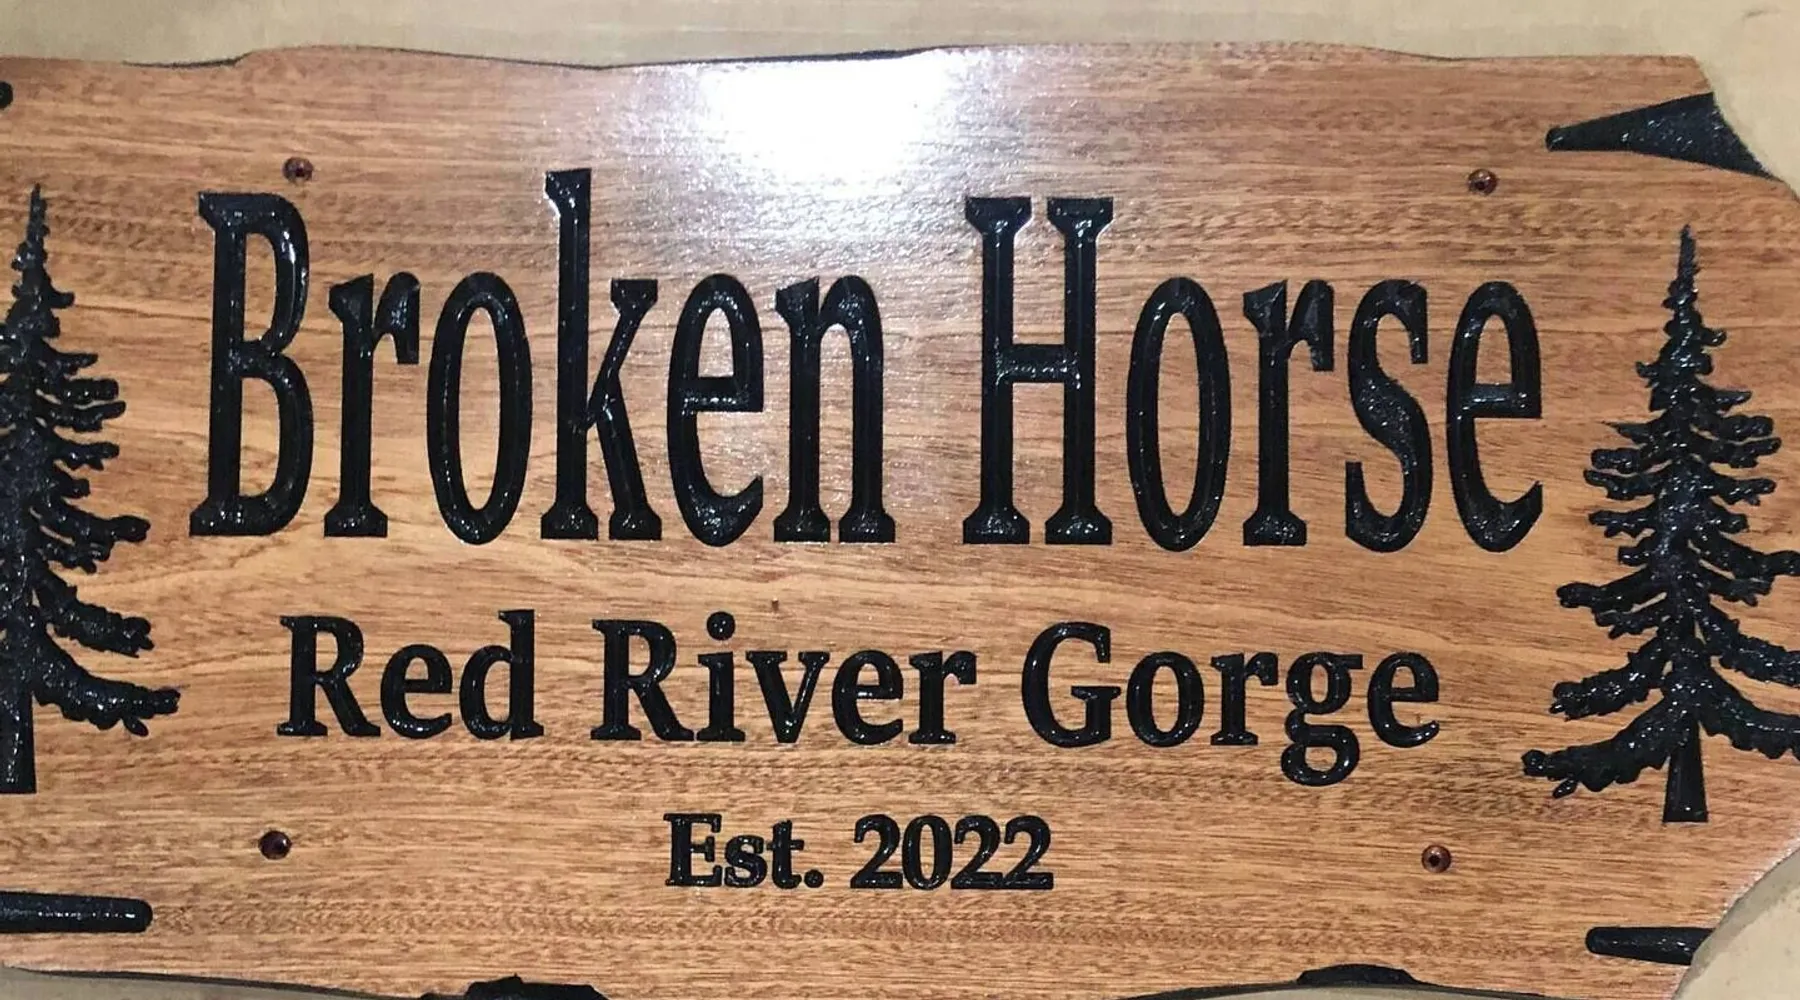 Broken Horse
Red River Gorge
Est. 2022